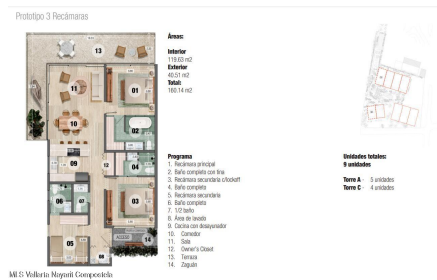 Prototipo 3 Recámaras
Áreas:
Interior
119.63 m2
Exterior
40.51 m2
Total:
160.14 m2
13
11
01
10
02
09
12
04
06
07
03
05
08
ACCESO
14
Programa
1. Recámara principal
2. Baño completo con tina
3. Recámara secundaria c/lockoff
4. Baño completo
5. Recámara secundaria
6. Baño completo
7. 1/2 baño
8. Área de lavado
9. Cocina con desayunador
10. Comedor
11. Sala
12. Owner's Closet
13. Terraza
14. Zaguán
Unidades totales:
9 unidades
Torre A - 5 unidades
Torre C - 4 unidades
MLS Vallarta Nayarit Compostela